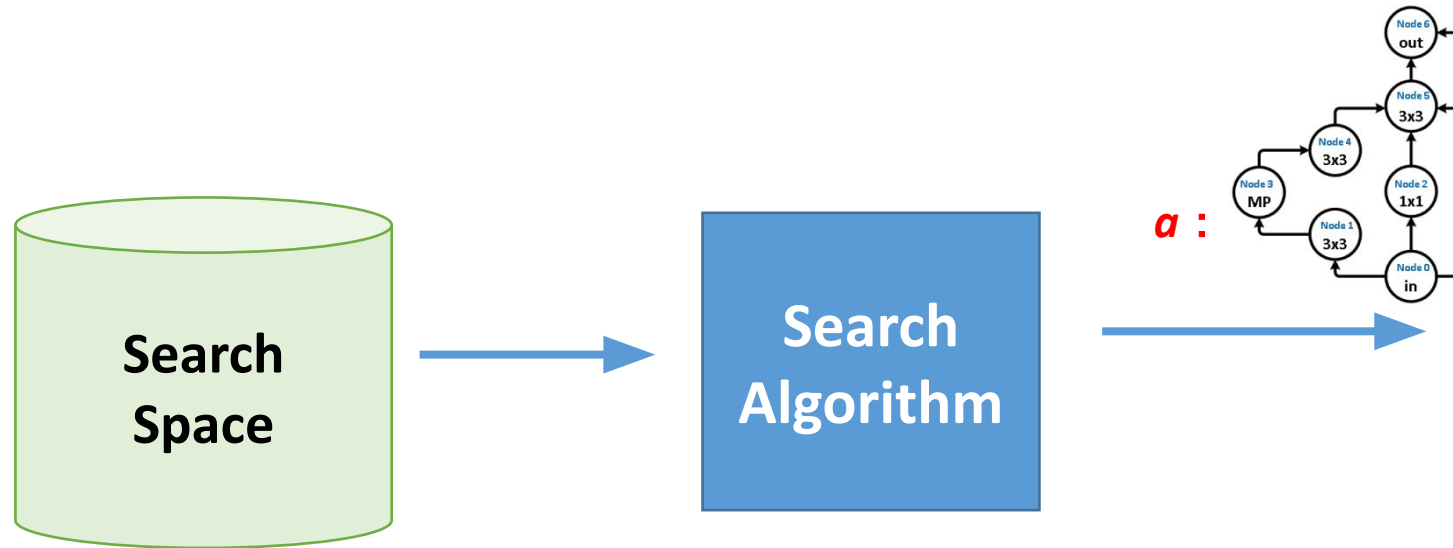 Search
Space
Search
Algorithm
a :
Node 6
out
Node 5
3x3
Node 4
3x3
Node 3
MP
Node 2
1x1
Node 1
3x3
Node 0
in